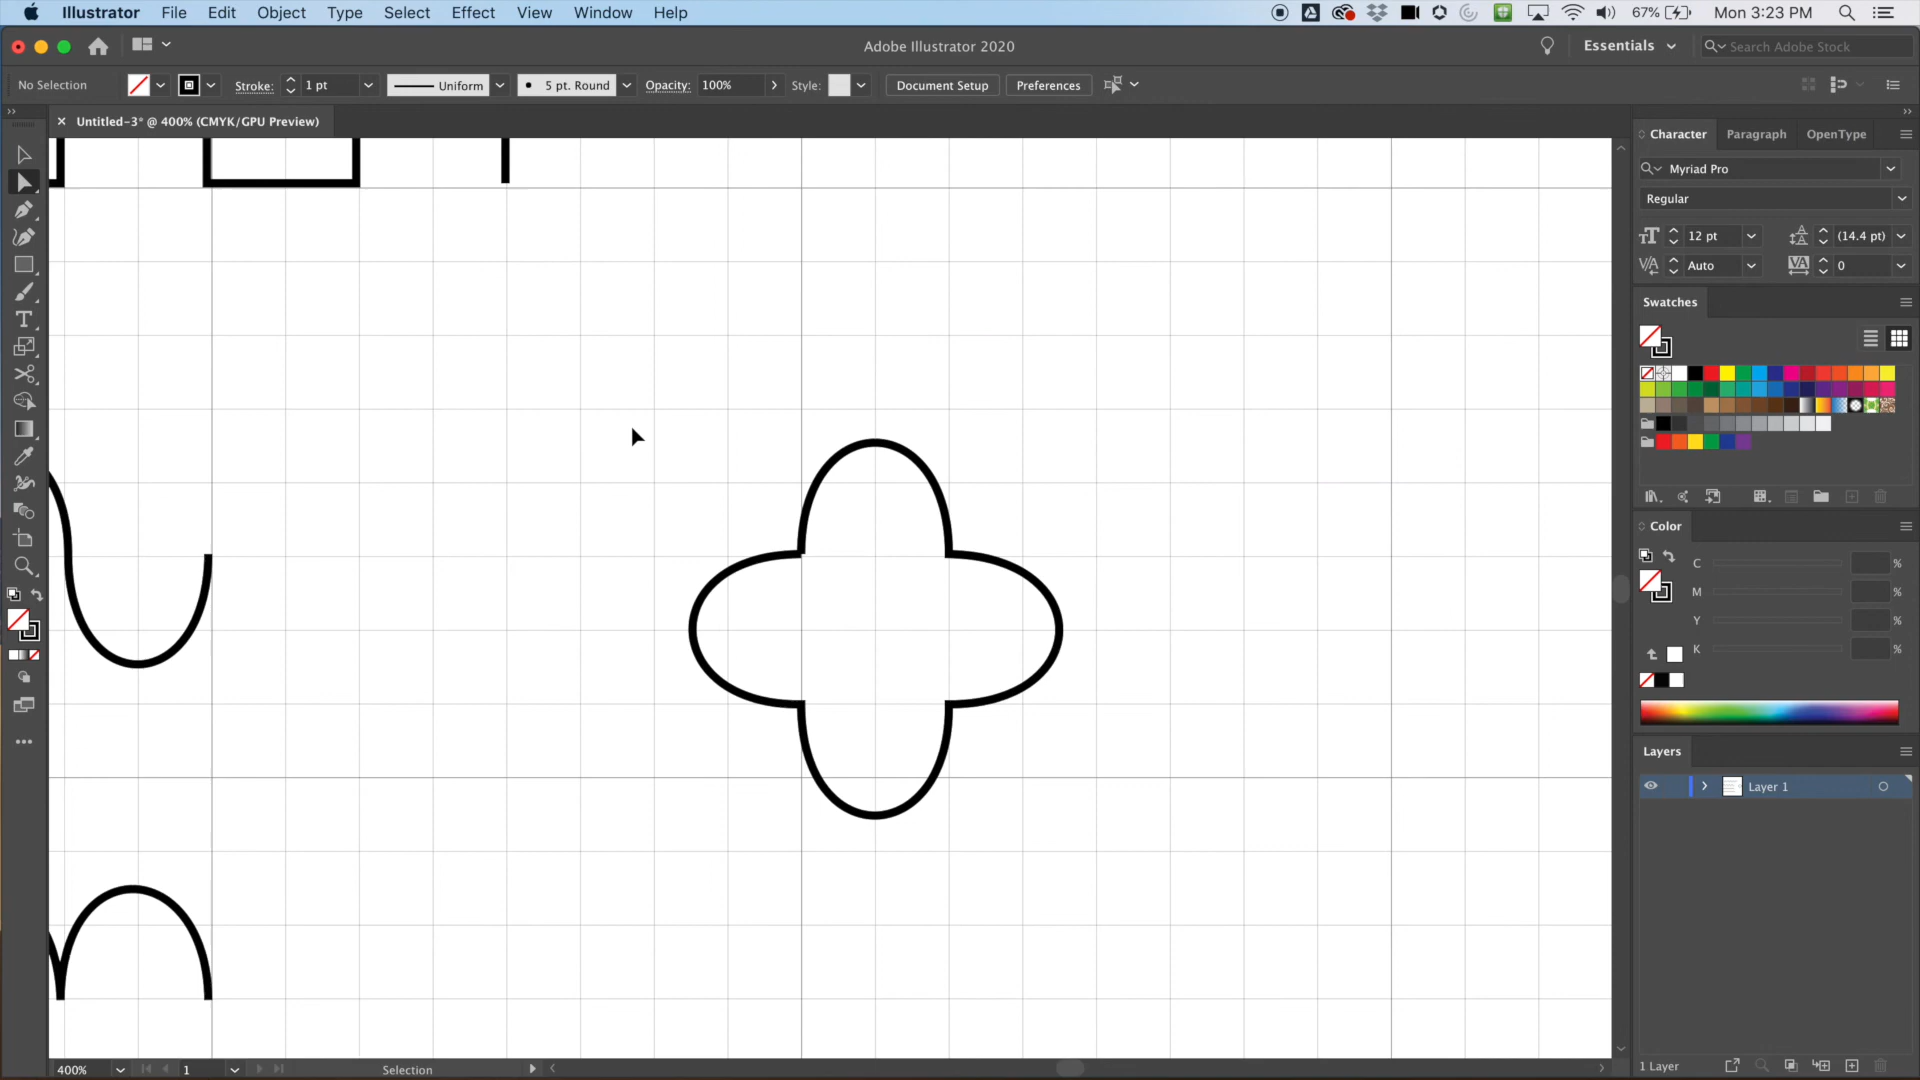 Illustrator File Edit Object Type Select Effect View Window Help
67% Mon 3:23 PM
Adobe Illustrator 2020
Essentials
Search Adobe Stock
No Selection Stroke: 1 pt Uniform 5 pt. Round Opacity: 100% Style: Document Setup Preferences
× Untitled-3* @ 400% (CMYK/GPU Preview)
Character Paragraph OpenType
Myriad Pro
Regular
12 pt (14.4 pt)
Auto 0
Swatches
Color
C %
M %
Y %
K %
Layers
Layer 1
400% 1 Selection
1 Layer